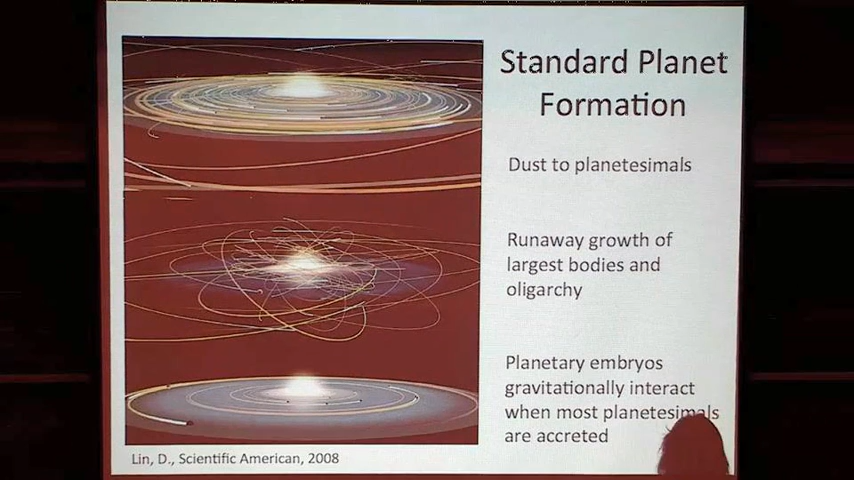 Standard Planet
Formation
Dust to planetesimals
Runaway growth of
largest bodies and
oligarchy
Planetary embryos
gravitationally interact
when most planetesimals
are accreted
Lin, D., Scientific American, 2008